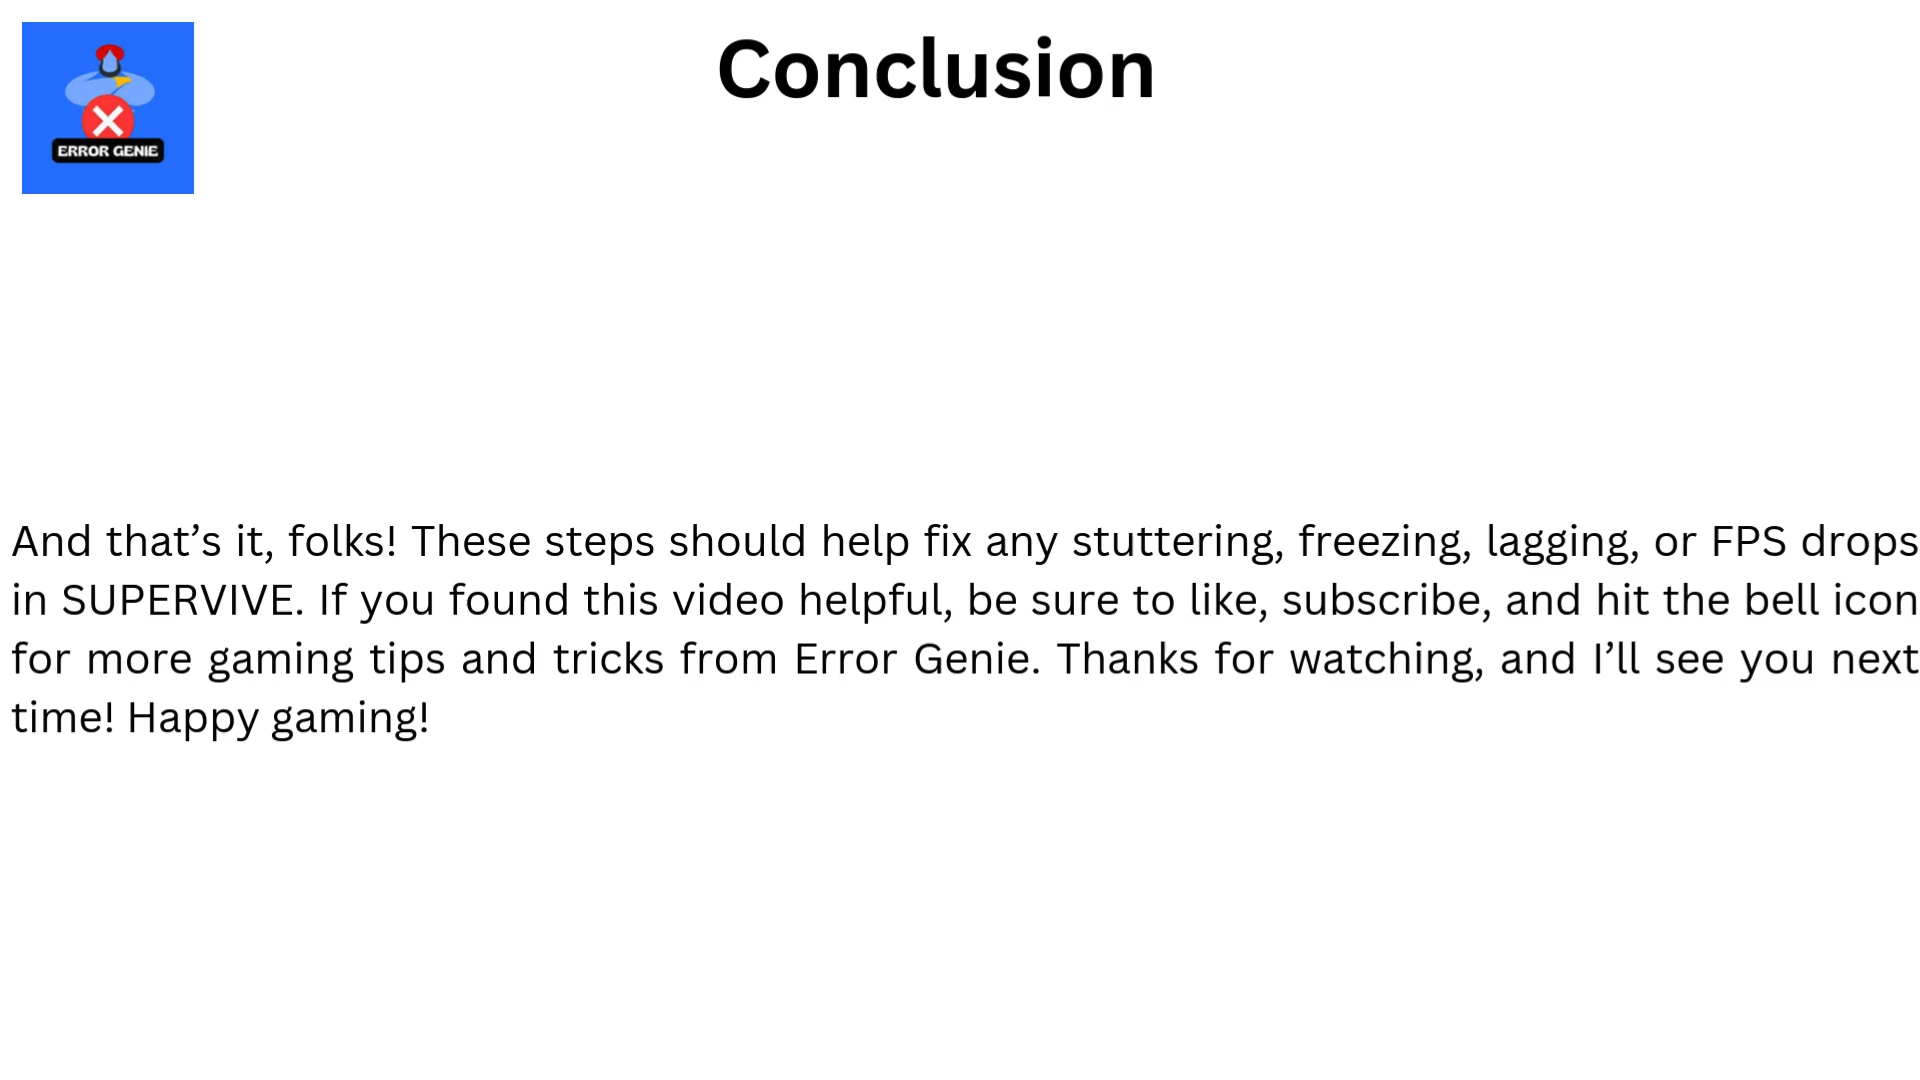 Conclusion
ERROR GENIE
And that’s it, folks! These steps should help fix any stuttering, freezing, lagging, or FPS drops
in SUPERVIVE. If you found this video helpful, be sure to like, subscribe, and hit the bell icon
for more gaming tips and tricks from Error Genie. Thanks for watching, and I’ll see you next
time! Happy gaming!